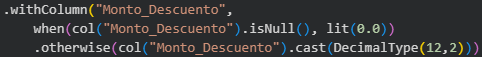 .withColumn("Monto_Descuento",
when(col("Monto_Descuento").isNull(), lit(0.0))
.otherwise(col("Monto_Descuento").cast(DecimalType(12,2)))